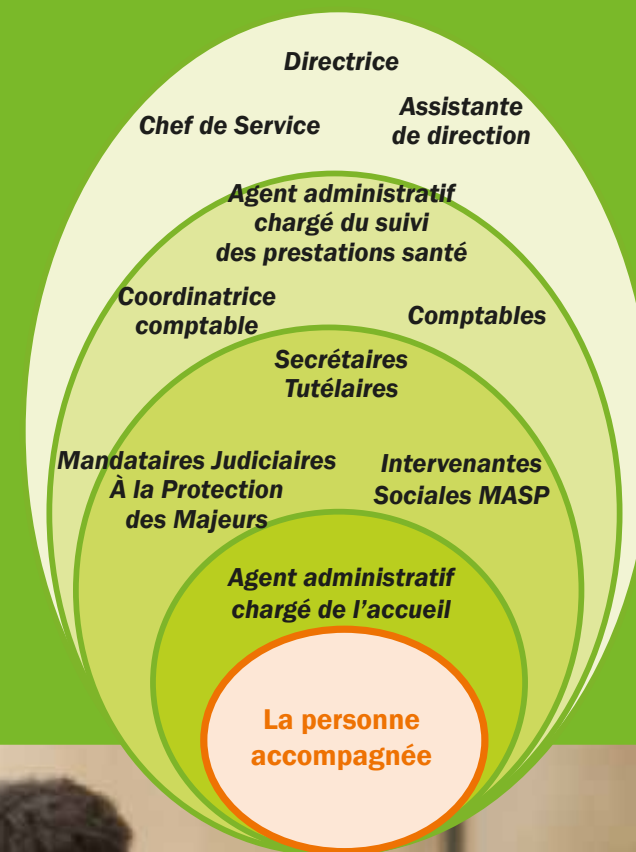 Directrice
Chef de Service
Assistante
de direction
Agent administratif
chargé du suivi
des prestations santé
Coordinatrice
comptable
Comptables
Secrétaires
Tutélaires
Mandataires Judiciaires
À la Protection
des Majeurs
Intervenantes
Sociales MASP
Agent administratif
chargé de l'accueil
La personne
accompagnée